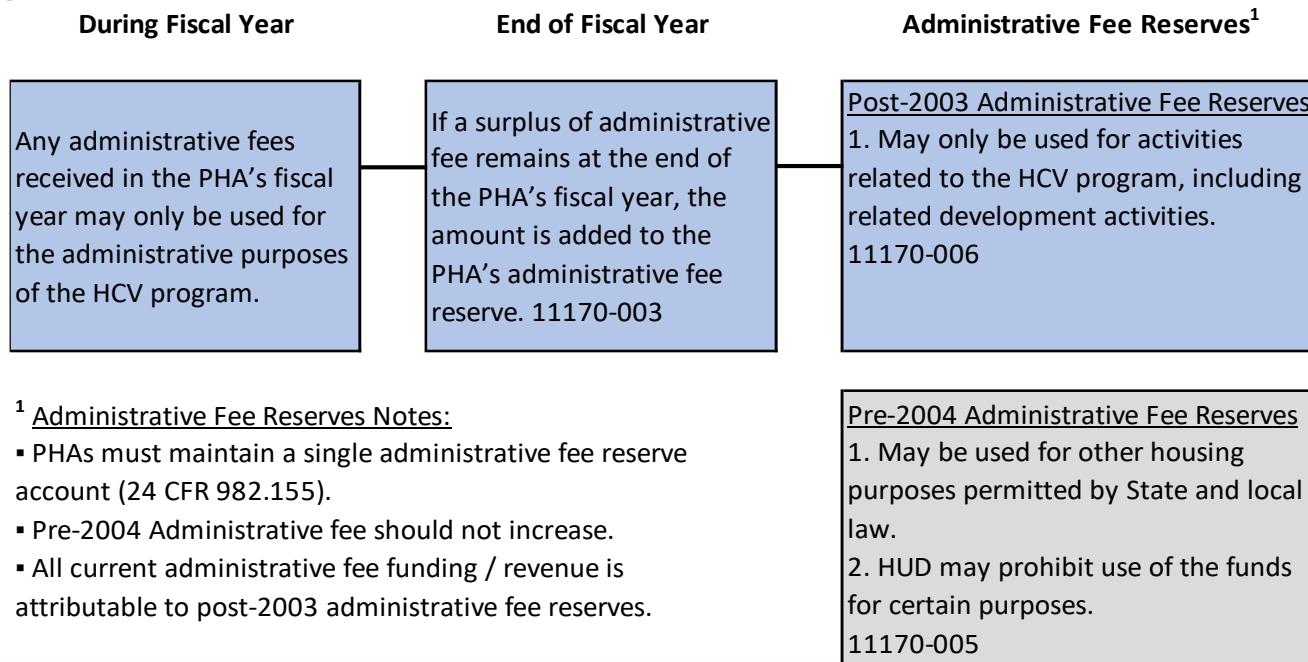 During Fiscal Year
End of Fiscal Year
Administrative Fee Reserves¹
Any administrative fees
received in the PHA’s fiscal
year may only be used for
the administrative purposes
of the HCV program.
If a surplus of administrative
fee remains at the end of
the PHA’s fiscal year, the
amount is added to the
PHA’s administrative fee
reserve. 11170-003
Post-2003 Administrative Fee Reserves
1. May only be used for activities
related to the HCV program, including
related development activities.
11170-006
¹ Administrative Fee Reserves Notes:
▪ PHAs must maintain a single administrative fee reserve
account (24 CFR 982.155).
▪ Pre-2004 Administrative fee should not increase.
▪ All current administrative fee funding / revenue is
attributable to post-2003 administrative fee reserves.
Pre-2004 Administrative Fee Reserves
1. May be used for other housing
purposes permitted by State and local
law.
2. HUD may prohibit use of the funds
for certain purposes.
11170-005